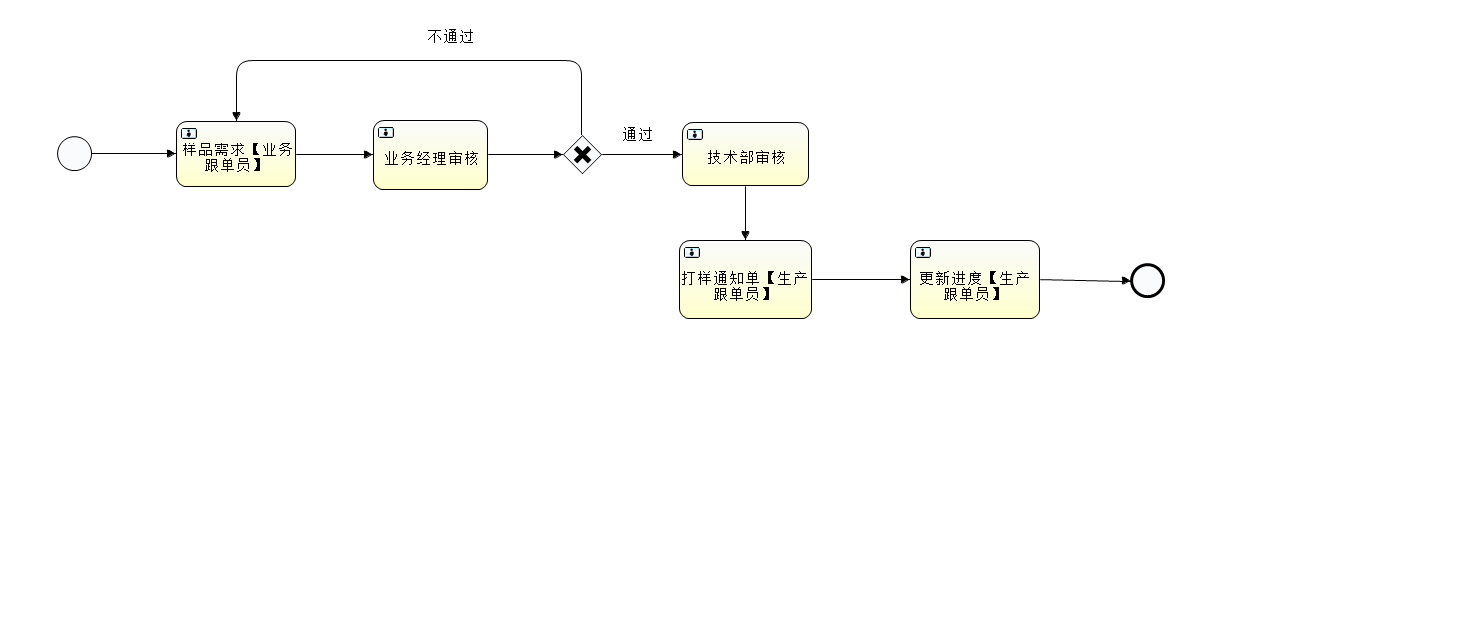 不通过
样品需求【业务
跟单员】
业务经理审核
通过
技术部审核
打样通知单【生产
跟单员】
更新进度【生产
跟单员】